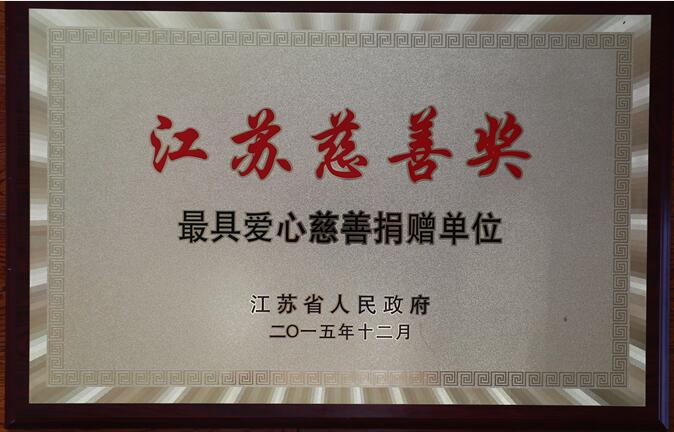 江苏慈善奖
最具爱心慈善捐赠单位
江苏省人民政府
二〇一五年十二月